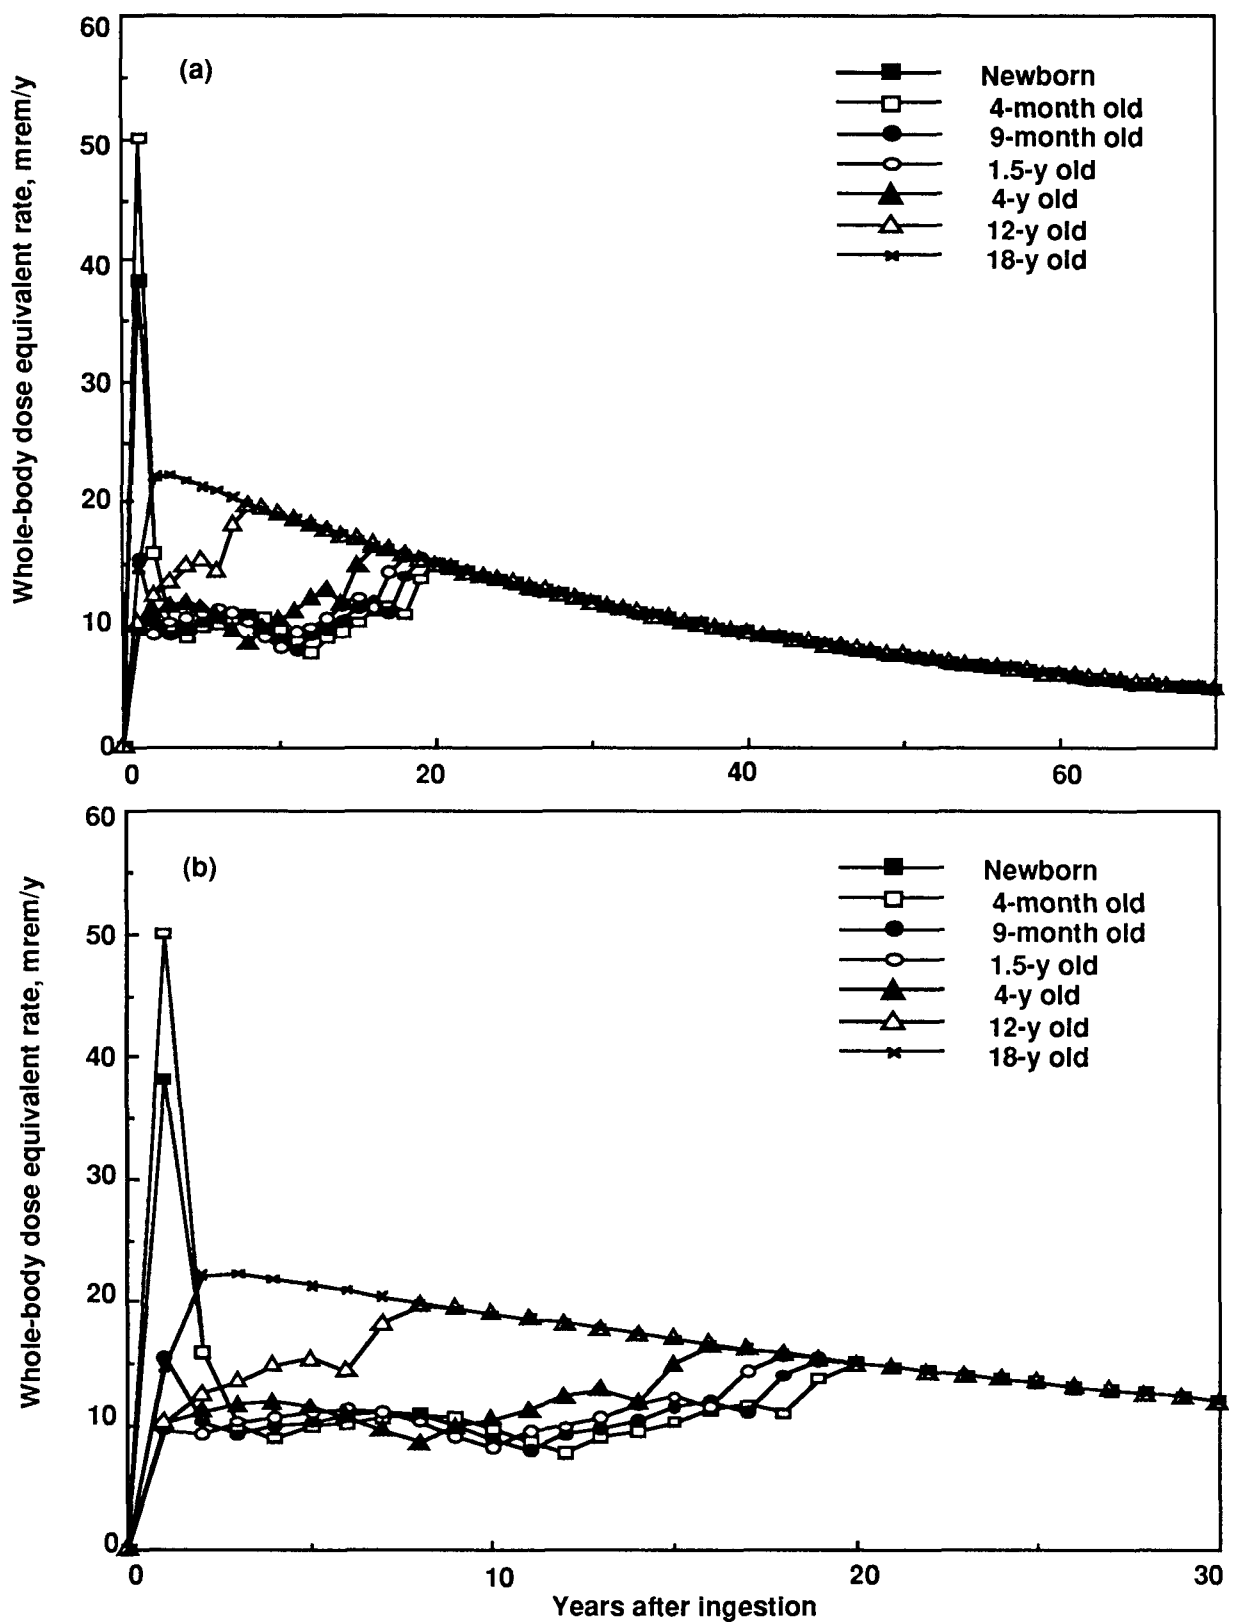 (a)
Whole-body dose equivalent rate, mrem/y
60
50
40
30
20
10
0
Newborn
4-month old
9-month old
1.5-y old
4-y old
12-y old
18-y old
0 20 40 60
(b)
Whole-body dose equivalent rate, mrem/y
60
50
40
30
20
10
0
Newborn
4-month old
9-month old
1.5-y old
4-y old
12-y old
18-y old
0 10 20 30
Years after ingestion